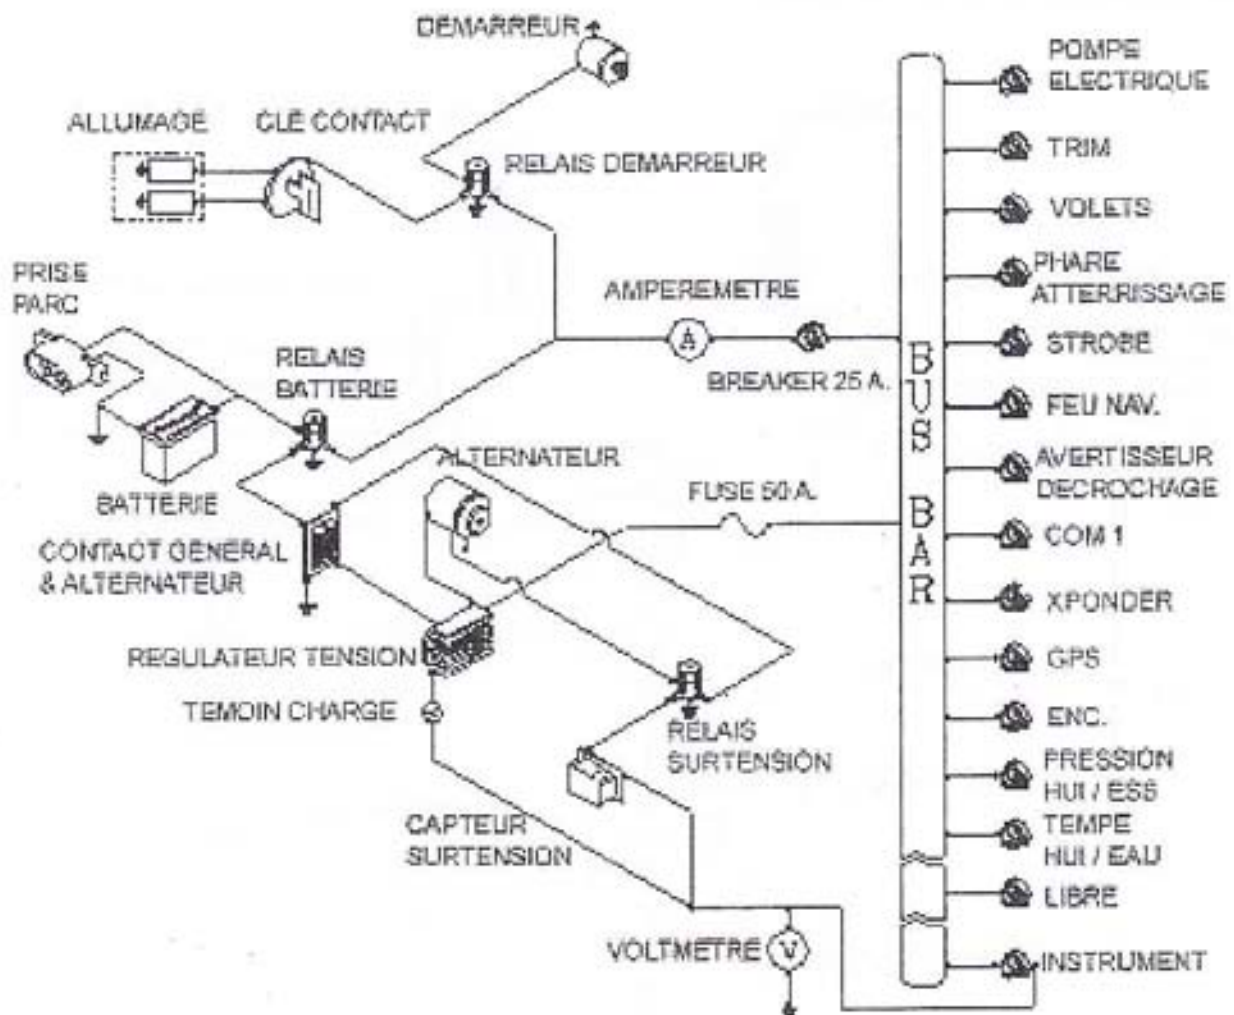 DEMARREUR
ALLUMAGE
CLE CONTACT
RELAIS DEMARREUR
PRISE
PARC
RELAIS
BATTERIE
BATTERIE
AMPEREMETRE
A
BREAKER 25 A.
ALTERNATEUR
FUSE 50 A.
CONTACT GENERAL
& ALTERNATEUR
REGULATEUR TENSION
TEMOIN CHARGE
RELAIS
SURTENSION
CAPTEUR
SURTENSION
VOLTMETRE
V
BUS BAR
POMPE
ELECTRIQUE
TRIM
VOLETS
PHARE
ATTERRISSAGE
STROBE
FEU NAV.
AVERTISSEUR
DECROCHAGE
COM 1
XPONDER
GPS
ENC.
PRESSION
HUI / ESS
TEMPE
HUI / EAU
LIBRE
INSTRUMENT